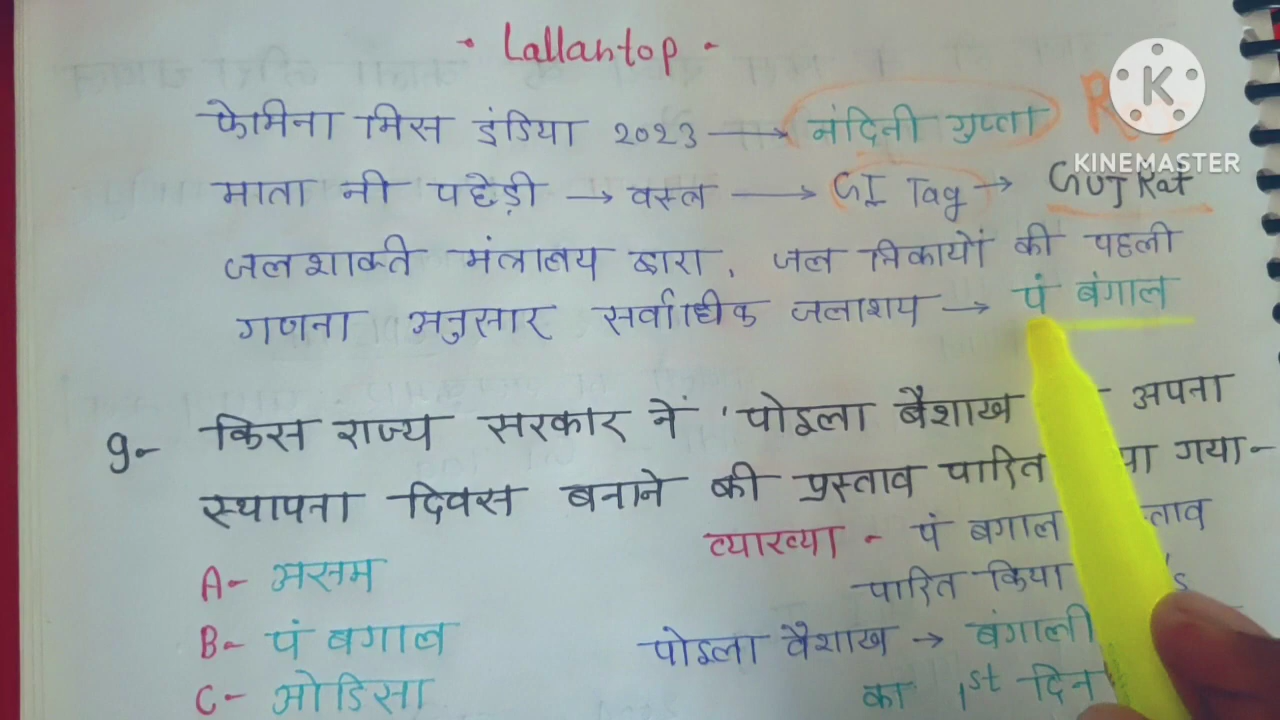 · Lallantop ·
फेमिना मिस इंडिया २०२३ → नंदिनी गुप्ता
K
KINEMASTER
माता नी पछेड़ी → वस्त्र → GI Tag → GUJRat
जलशक्ति मंत्रालय द्वारा, जल निकायों की पहली
गणना अनुसार सर्वाधिक जलाशय → पं बंगाल
9- किस राज्य सरकार नें 'पोइला बैशाख अपना
स्थापना दिवस बनाने की प्रस्ताव पारित गया-
व्याख्या - पं बगाल
A- असम
पारित किया
B- पं बगाल
पोइला वैशाख → बंगाली
C- ओडिसा
का 1st दिन